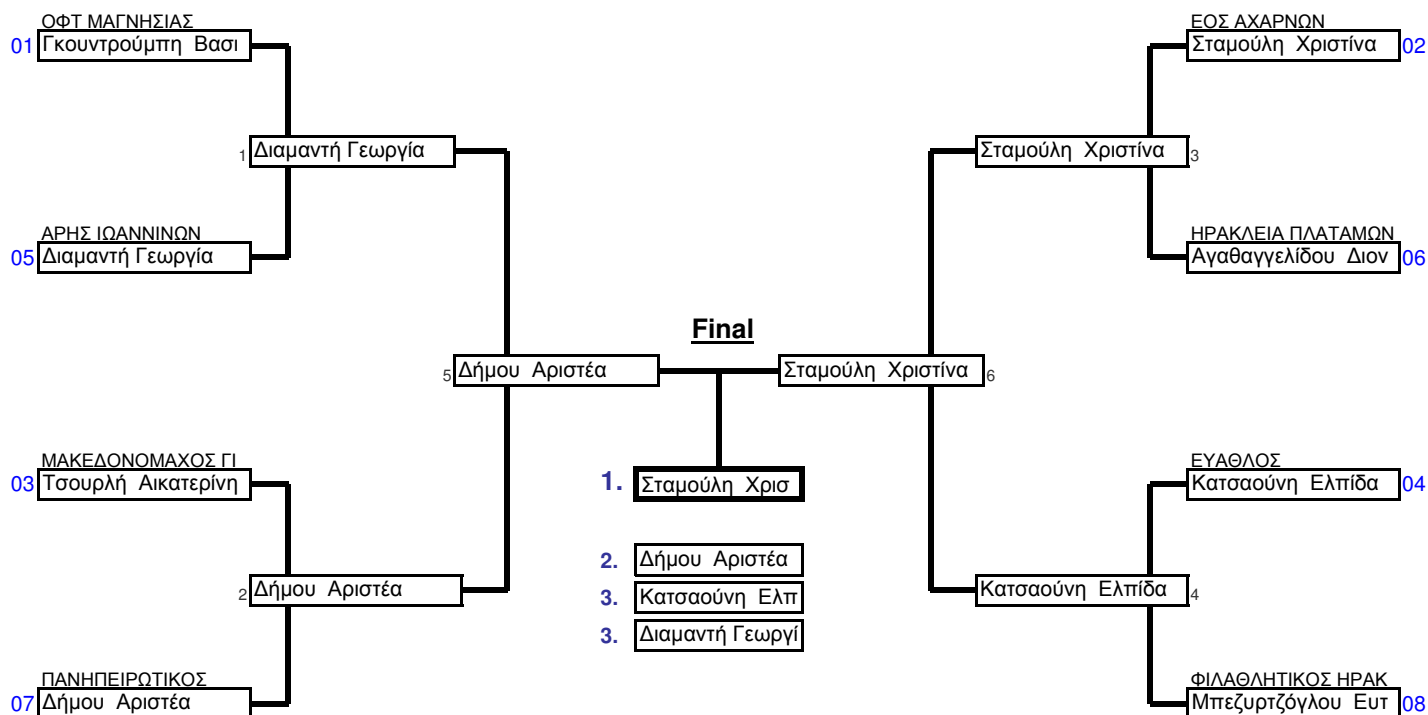 ΟΦΤ ΜΑΓΝΗΣΙΑΣ
01 Γκουντρούμπη Βασι
ΕΟΣ ΑΧΑΡΝΩΝ
Σταμούλη Χριστίνα 02
1 Διαμαντή Γεωργία
Σταμούλη Χριστίνα 3
ΑΡΗΣ ΙΩΑΝΝΙΝΩΝ
05 Διαμαντή Γεωργία
ΗΡΑΚΛΕΙΑ ΠΛΑΤΑΜΩΝ
Αγαθαγγελίδου Διον 06
Final
5 Δήμου Αριστέα
Σταμούλη Χριστίνα 6
ΜΑΚΕΔΟΝΟΜΑΧΟΣ ΓΙ
03 Τσουρλή Αικατερίνη
1. Σταμούλη Χρισ
ΕΥΑΘΛΟΣ
Κατσαούνη Ελπίδα 04
2. Δήμου Αριστέα
2 Δήμου Αριστέα
3. Κατσαούνη Ελπ
Κατσαούνη Ελπίδα 4
3. Διαμαντή Γεωργί
ΠΑΝΗΠΕΙΡΩΤΙΚΟΣ
07 Δήμου Αριστέα
ΦΙΛΑΘΛΗΤΙΚΟΣ ΗΡΑΚ
Μπεζυρτζόγλου Ευτ 08